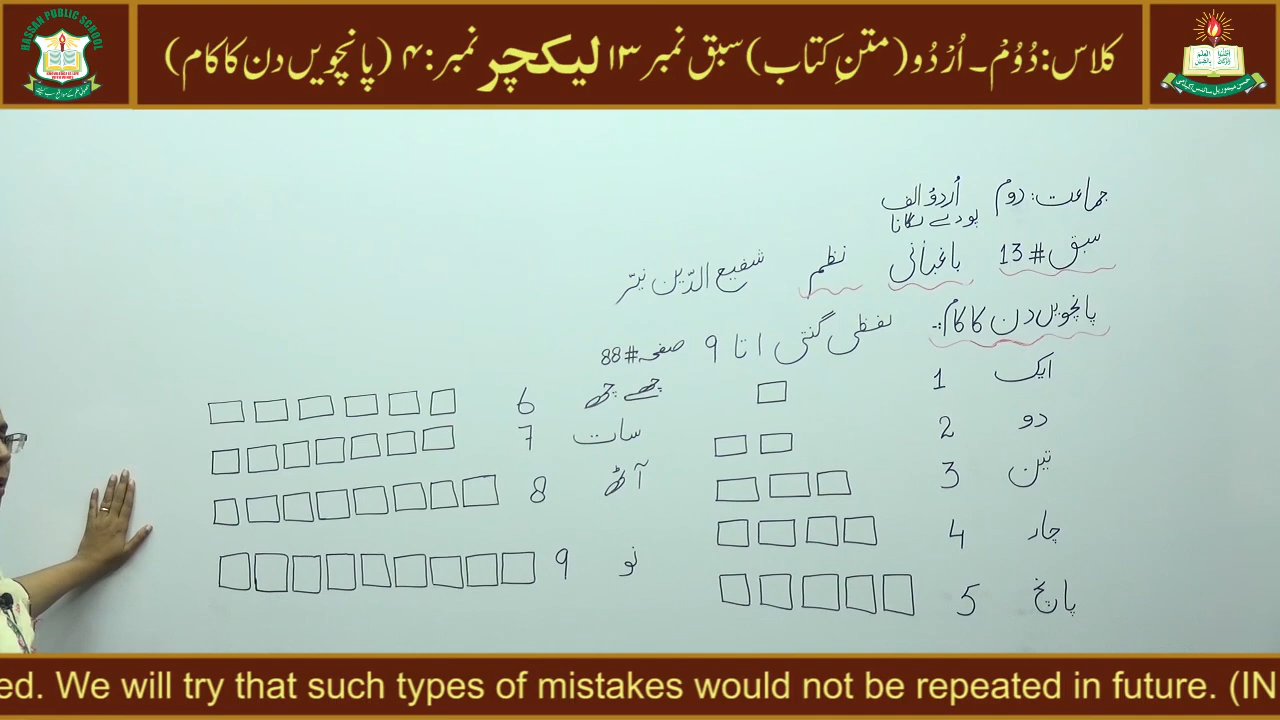 HASSAN PUBLIC SCHOOL
کلاس: دُوُمْ۔ اُرْدُو (متنِ کتاب) سبق نمبر ۱۳ لیکچر نمبر: ۴ (پانچویں دن کا کام)
جماعت: دوم اُردُو الف
پودے لگانا
سبق # 13 باغبانی نظم شفیع الدّین نیّر
پانچویں دن کا کام:-
لفظی گنتی ۱ تا ۹ صفحہ # 88
ایک 1
دو 2
تین 3
چار 4
پانچ 5
چھے چھ 6
سات 7
آٹھ 8
نو 9
ed. We will try that such types of mistakes would not be repeated in future. (IN